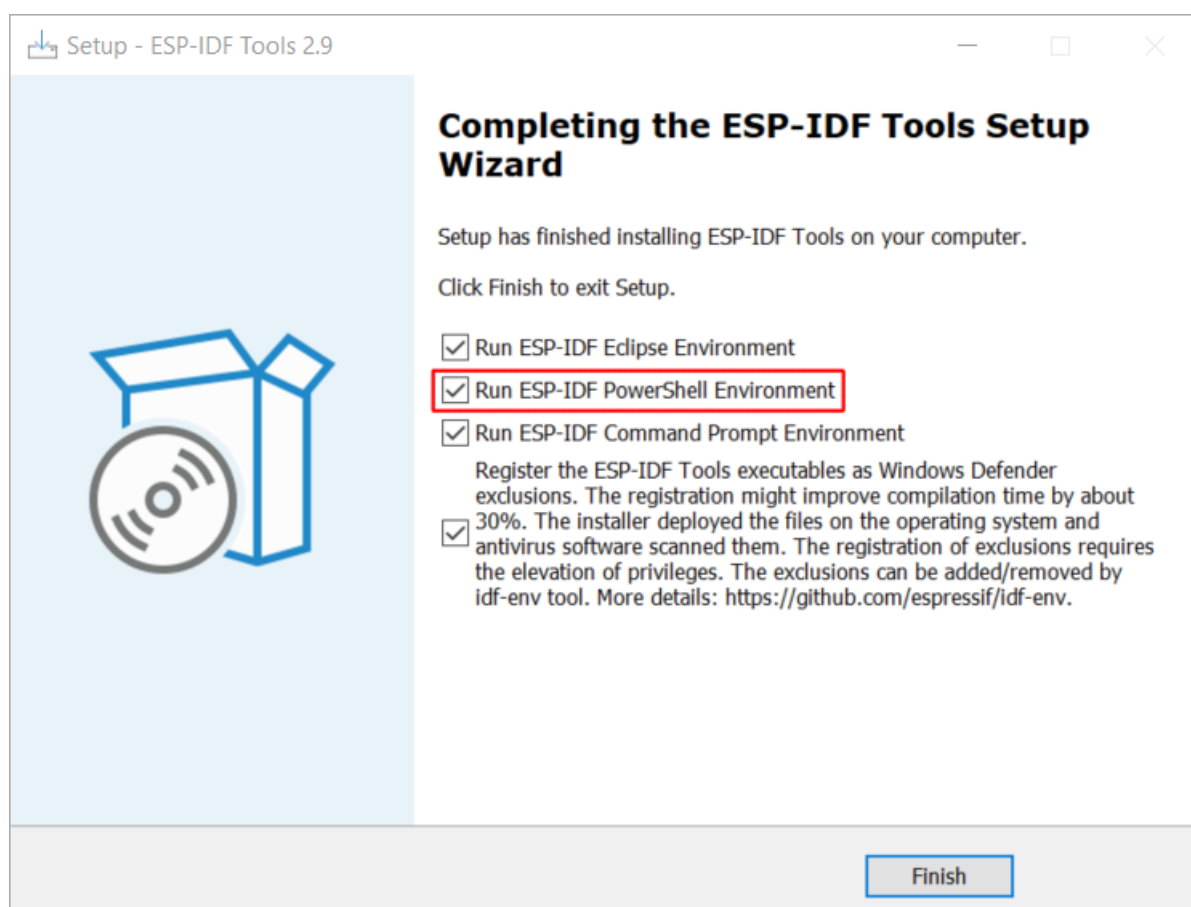 Setup - ESP-IDF Tools 2.9
Completing the ESP-IDF Tools Setup
Wizard
Setup has finished installing ESP-IDF Tools on your computer.
Click Finish to exit Setup.
Run ESP-IDF Eclipse Environment
Run ESP-IDF PowerShell Environment
Run ESP-IDF Command Prompt Environment
Register the ESP-IDF Tools executables as Windows Defender
exclusions. The registration might improve compilation time by about
30%. The installer deployed the files on the operating system and
antivirus software scanned them. The registration of exclusions requires
the elevation of privileges. The exclusions can be added/removed by
idf-env tool. More details: https://github.com/espressif/idf-env.
Finish